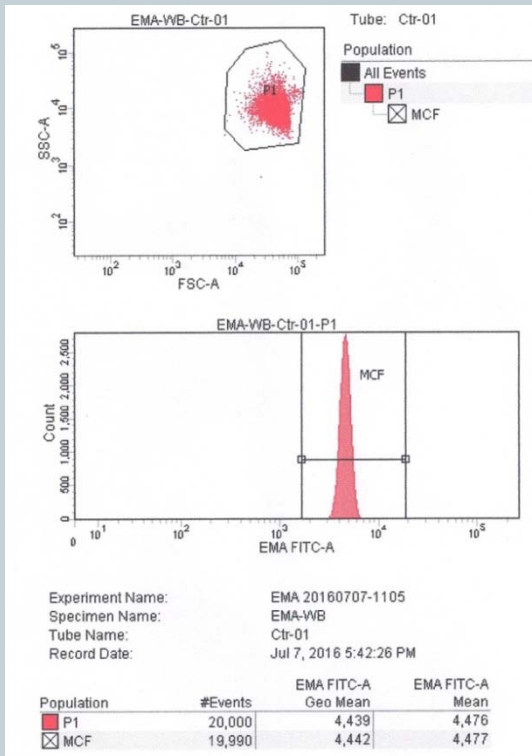 EMA-WB-Ctr-01
Tube: Ctr-01
Population
All Events
P1
MCF
P1
SSC-A
10^5
10^4
10^3
10^2
10^2 10^3 10^4 10^5
FSC-A
EMA-WB-Ctr-01-P1
MCF
Count
2,500
2,000
1,500
1,000
500
0
0 10^1 10^2 10^3 10^4 10^5
EMA FITC-A
Experiment Name: EMA 20160707-1105
Specimen Name: EMA-WB
Tube Name: Ctr-01
Record Date: Jul 7, 2016 5:42:26 PM
EMA FITC-A EMA FITC-A
Population #Events Geo Mean Mean
P1 20,000 4,439 4,476
MCF 19,990 4,442 4,477